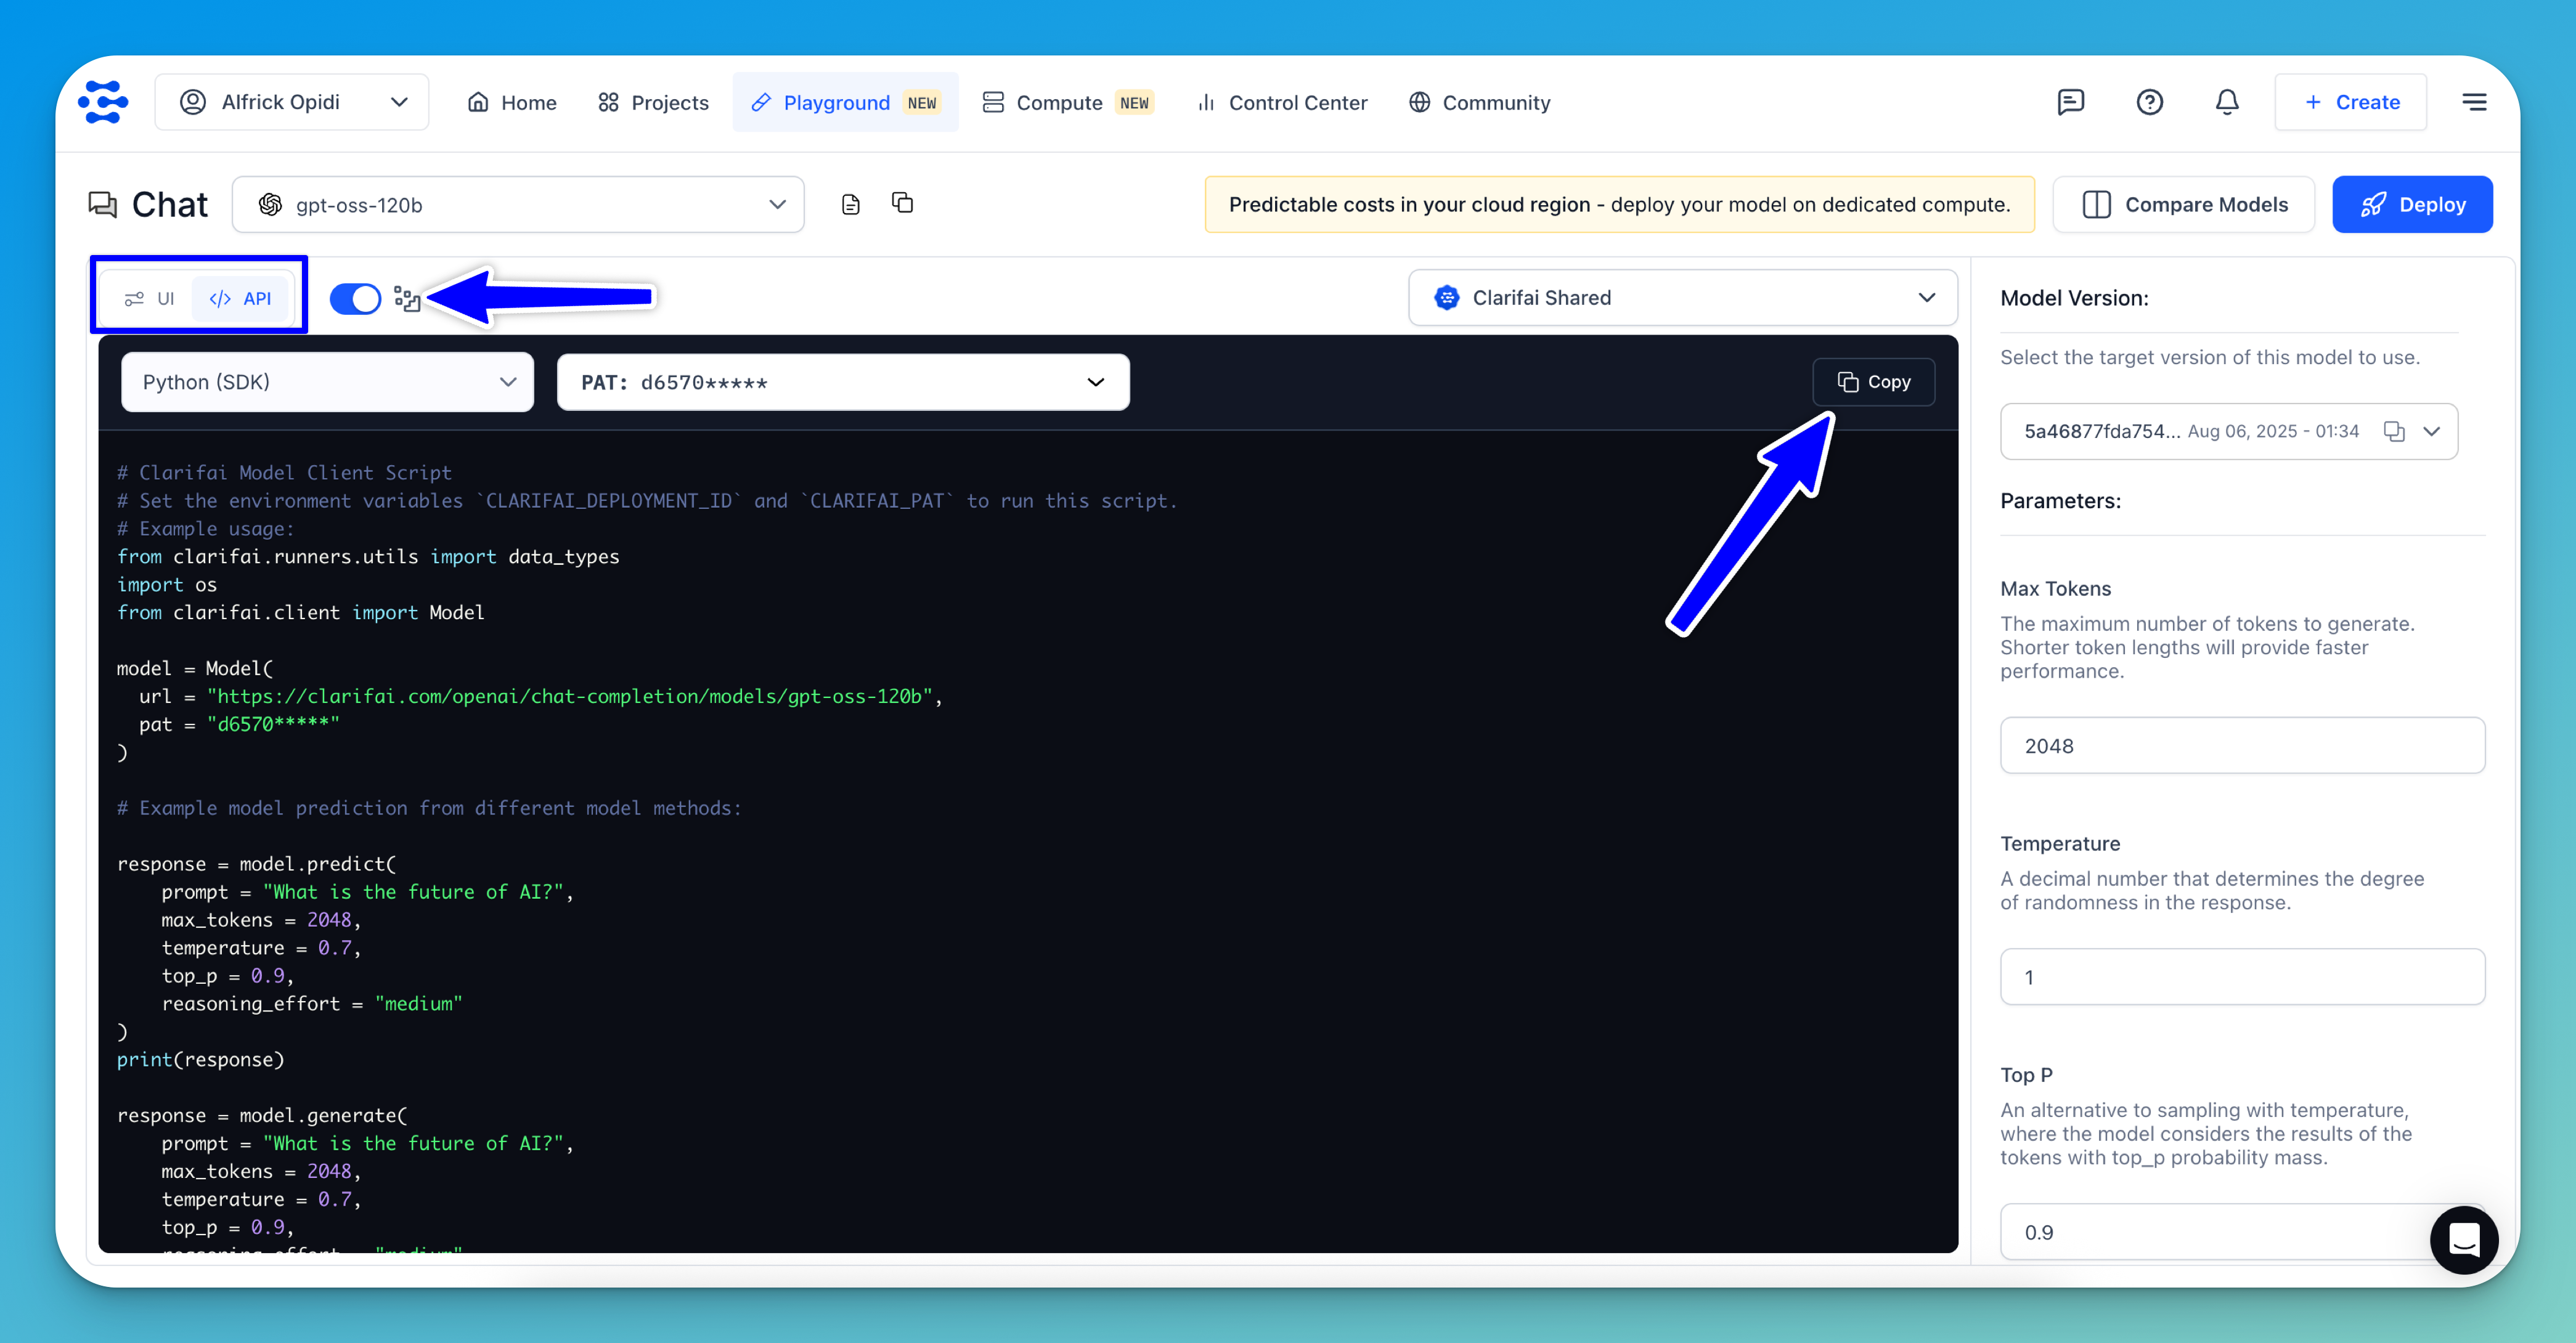 Alfrick Opidi
Home
Projects
Playground NEW
Compute NEW
Control Center
Community
+ Create
Chat
gpt-oss-120b
Predictable costs in your cloud region - deploy your model on dedicated compute.
Compare Models
Deploy
UI
</> API
Clarifai Shared
Python (SDK)
PAT: d6570*****
Copy
# Clarifai Model Client Script
# Set the environment variables `CLARIFAI_DEPLOYMENT_ID` and `CLARIFAI_PAT` to run this script.
# Example usage:
from clarifai.runners.utils import data_types
import os
from clarifai.client import Model
model = Model(
url = "https://clarifai.com/openai/chat-completion/models/gpt-oss-120b",
pat = "d6570*****"
)
# Example model prediction from different model methods:
response = model.predict(
prompt = "What is the future of AI?",
max_tokens = 2048,
temperature = 0.7,
top_p = 0.9,
reasoning_effort = "medium"
)
print(response)
response = model.generate(
prompt = "What is the future of AI?",
max_tokens = 2048,
temperature = 0.7,
top_p = 0.9,
reasoning_effort = "medium"
Model Version:
Select the target version of this model to use.
5a46877fda754... Aug 06, 2025 - 01:34
Parameters:
Max Tokens
The maximum number of tokens to generate.
Shorter token lengths will provide faster
performance.
2048
Temperature
A decimal number that determines the degree
of randomness in the response.
1
Top P
An alternative to sampling with temperature,
where the model considers the results of the
tokens with top_p probability mass.
0.9